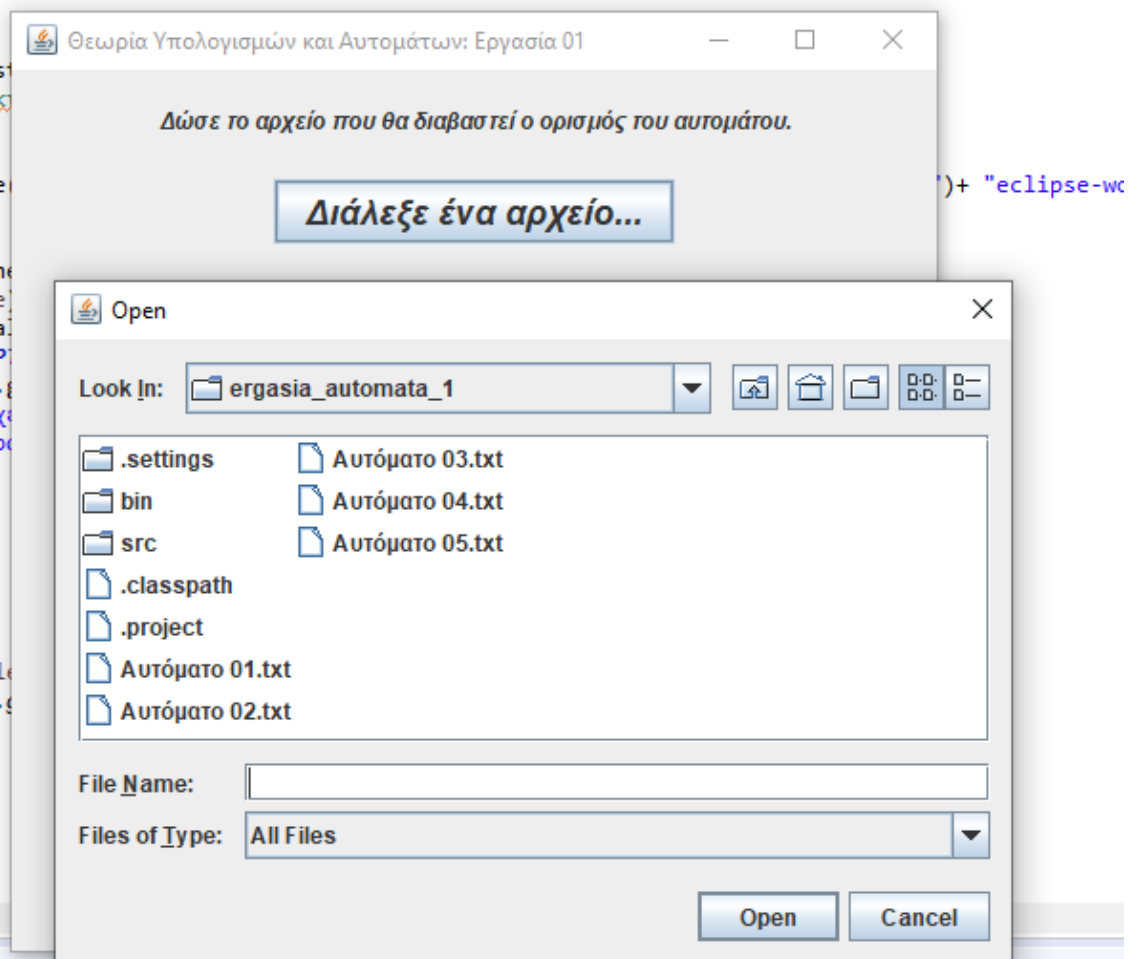 Θεωρία Υπολογισμών και Αυτομάτων: Εργασία 01
Δώσε το αρχείο που θα διαβαστεί ο ορισμός του αυτομάτου.
")+ "eclipse-wo
Διάλεξε ένα αρχείο...
Open
Look In: ergasia_automata_1
.settings
bin
src
.classpath
.project
Αυτόματο 01.txt
Αυτόματο 02.txt
Αυτόματο 03.txt
Αυτόματο 04.txt
Αυτόματο 05.txt
File Name:
Files of Type: All Files
Open Cancel